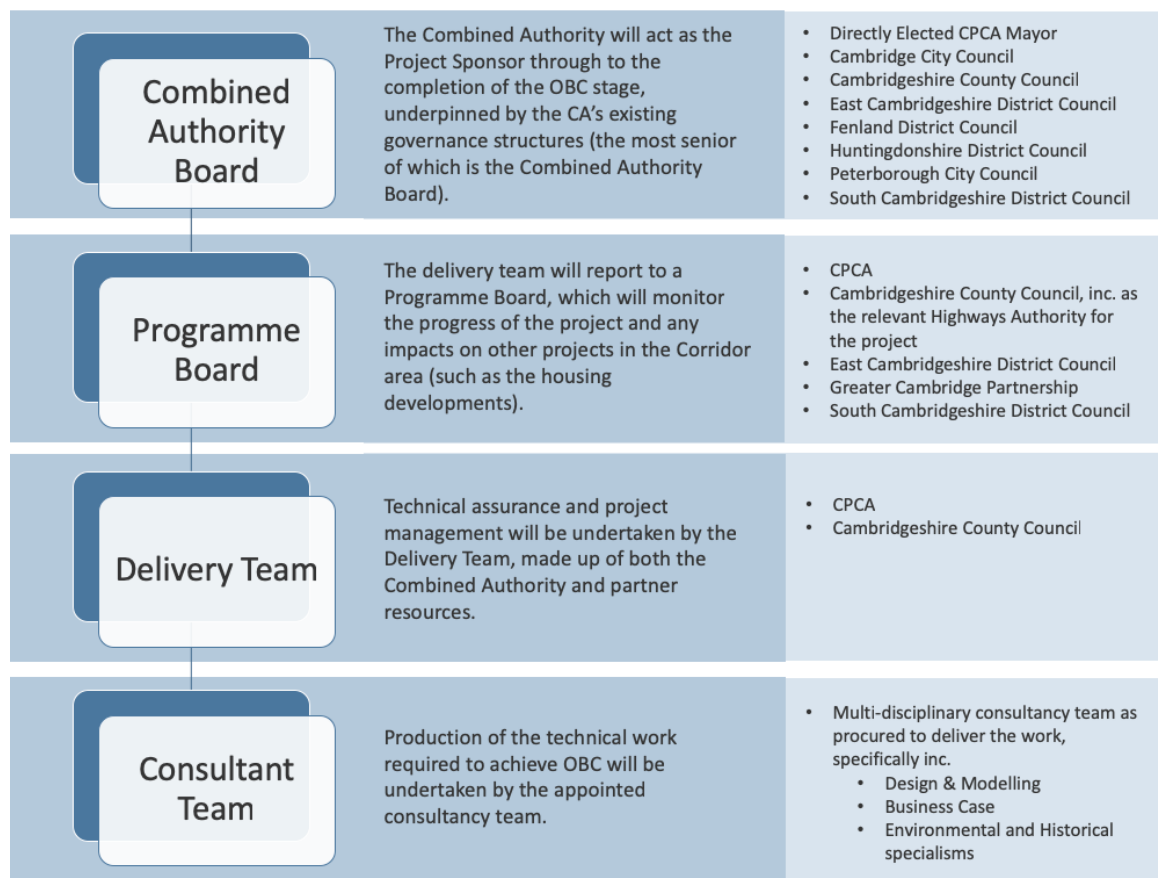 Combined
Authority
Board
The Combined Authority will act as the
Project Sponsor through to the
completion of the OBC stage,
underpinned by the CA's existing
governance structures (the most senior
of which is the Combined Authority
Board).
• Directly Elected CPCA Mayor
• Cambridge City Council
• Cambridgeshire County Council
• East Cambridgeshire District Council
• Fenland District Council
• Huntingdonshire District Council
• Peterborough City Council
• South Cambridgeshire District Council
Programme
Board
The delivery team will report to a
Programme Board, which will monitor
the progress of the project and any
impacts on other projects in the Corridor
area (such as the housing
developments).
• CPCA
• Cambridgeshire County Council, inc. as
the relevant Highways Authority for
the project
• East Cambridgeshire District Council
• Greater Cambridge Partnership
• South Cambridgeshire District Council
Delivery Team
Technical assurance and project
management will be undertaken by the
Delivery Team, made up of both the
Combined Authority and partner
resources.
• CPCA
• Cambridgeshire County Council
Consultant
Team
Production of the technical work
required to achieve OBC will be
undertaken by the appointed
consultancy team.
• Multi-disciplinary consultancy team as
procured to deliver the work,
specifically inc.
• Design & Modelling
• Business Case
• Environmental and Historical
specialisms